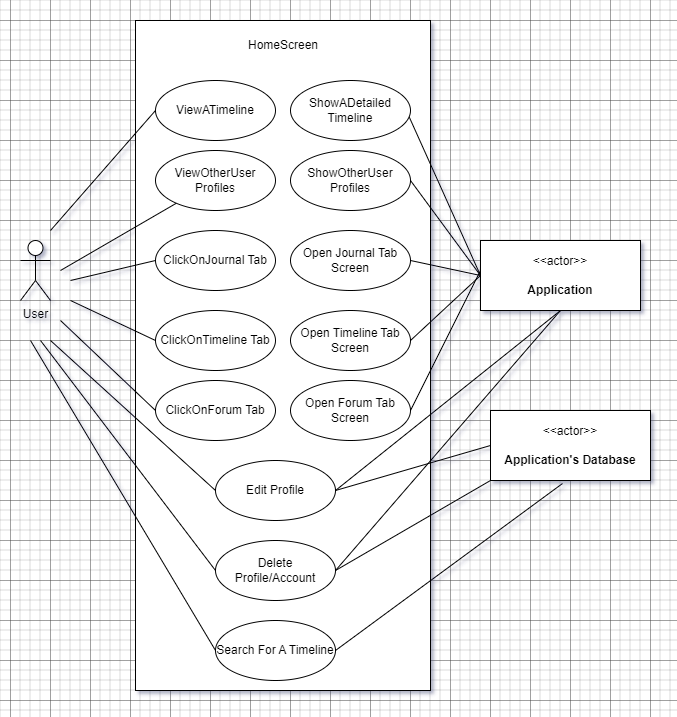 HomeScreen
ViewATimeline
ShowADetailed
Timeline
ViewOtherUser
Profiles
ShowOtherUser
Profiles
ClickOnJournal Tab
Open Journal Tab
Screen
<<actor>>
Application
User
ClickOnTimeline Tab
Open Timeline Tab
Screen
ClickOnForum Tab
Open Forum Tab
Screen
<<actor>>
Application's Database
Edit Profile
Delete
Profile/Account
Search For A Timeline